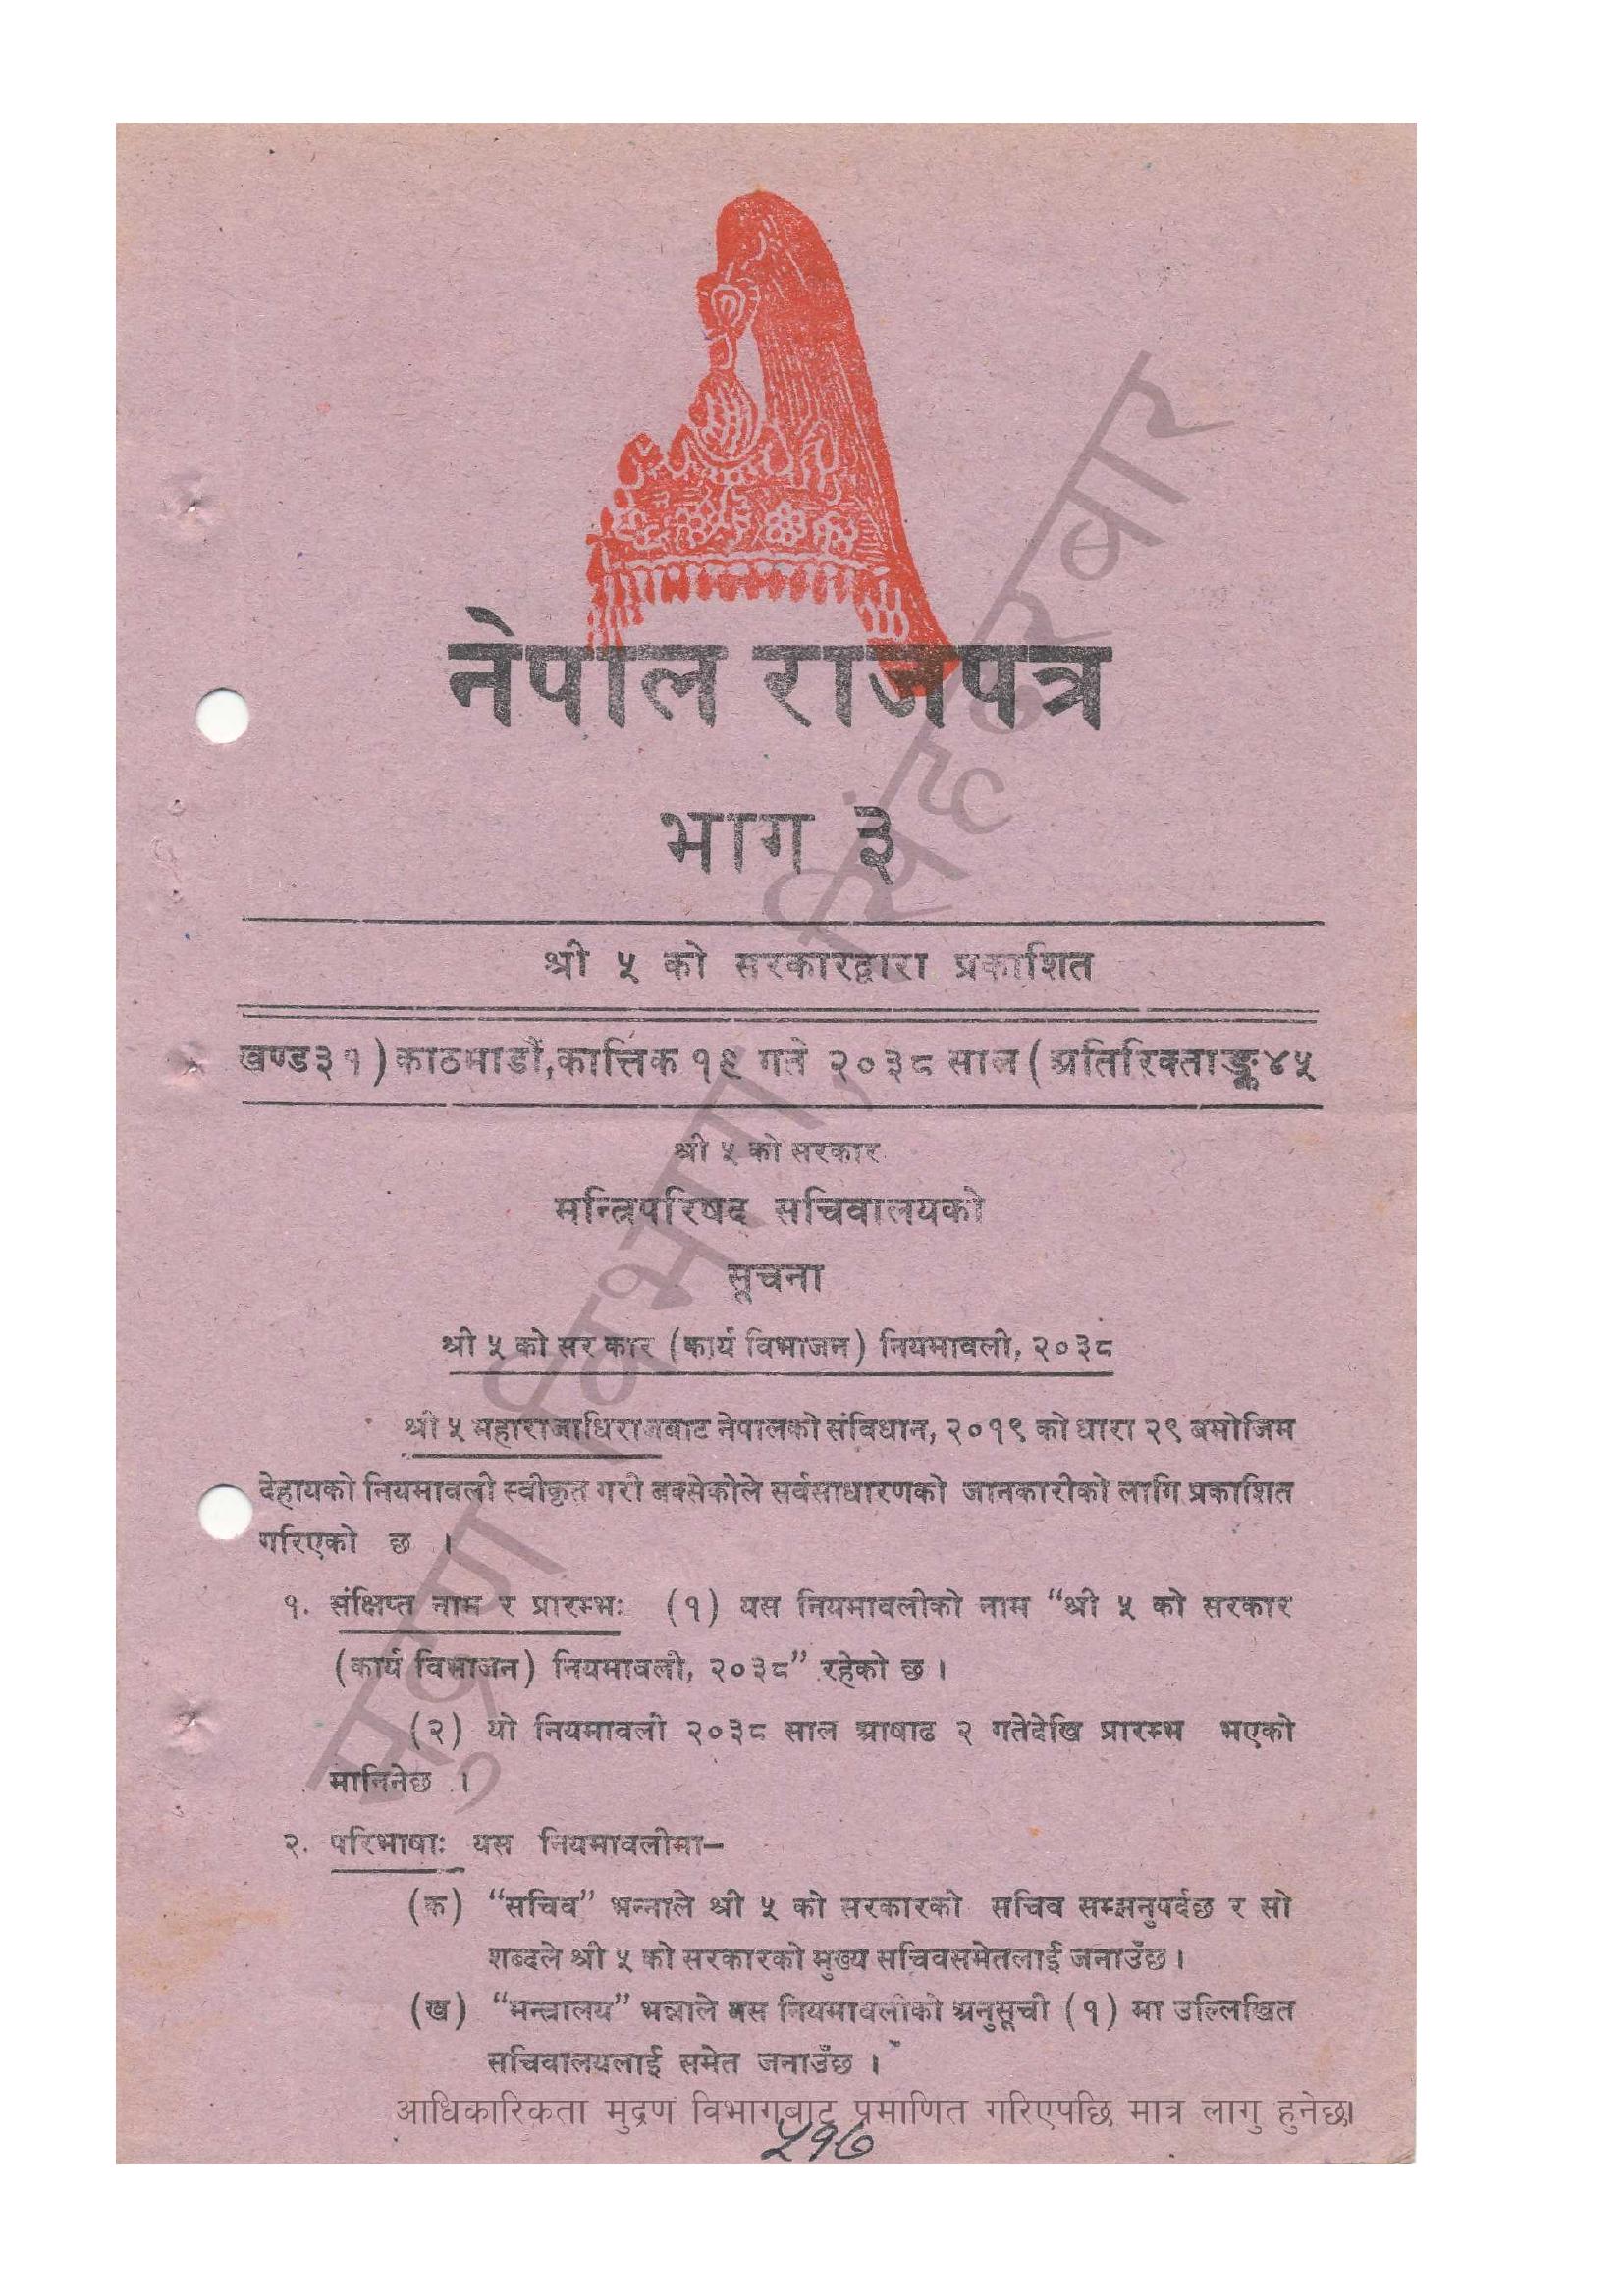 नेपाल राजपत्र
भाग ३
श्री ५ को सरकारद्वारा प्रकाशित
खण्ड ३१) काठमाडौं, कार्त्तिक १९ गते २०३८ साल (अतिरिक्ताङ्क ४५
श्री ५ को सरकार
मन्त्रिपरिषद सचिवालयको
सूचना
श्री ५ को सरकार (कार्य विभाजन) नियमावली, २०३८
श्री ५ महाराजाधिराजबाट नेपालको संविधान, २०१९ को धारा २९ बमोजिम
देहायको नियमावली स्वीकृत गरी बक्सेकोले सर्वसाधारणको जानकारीको लागि प्रकाशित
गरिएको छ ।
१. संक्षिप्त नाम र प्रारम्भः (१) यस नियमावलीको नाम “श्री ५ को सरकार
(कार्य विभाजन) नियमावली, २०३८” रहेको छ ।
(२) यो नियमावली २०३८ साल आषाढ २ गतेदेखि प्रारम्भ भएको
मानिनेछ ।
२. परिभाषाः यस नियमावलीमा–
(क) “सचिव” भन्नाले श्री ५ को सरकारको सचिव सम्झनुपर्दछ र सो
शब्दले श्री ५ को सरकारको मुख्य सचिवसमेतलाई जनाउँछ ।
(ख) “मन्त्रालय” भन्नाले यस नियमावलीको अनुसूची (१) मा उल्लिखित
सचिवालयलाई समेत जनाउँछ ।
आधिकारिकता मुद्रण विभागबाट प्रमाणित गरिएपछि मात्र लागु हुनेछ।
५१७
मुद्रण विभाग, सिंहदरबार